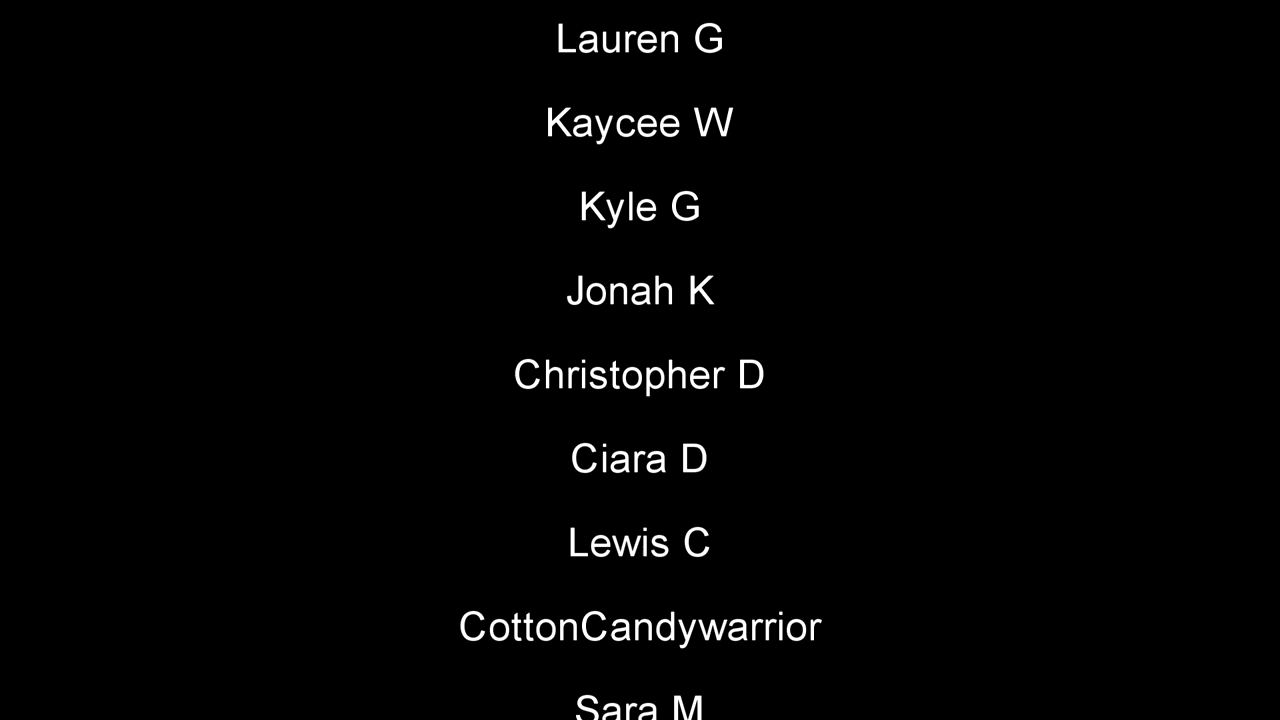 Lauren G
Kaycee W
Kyle G
Jonah K
Christopher D
Ciara D
Lewis C
CottonCandywarrior
Sara M